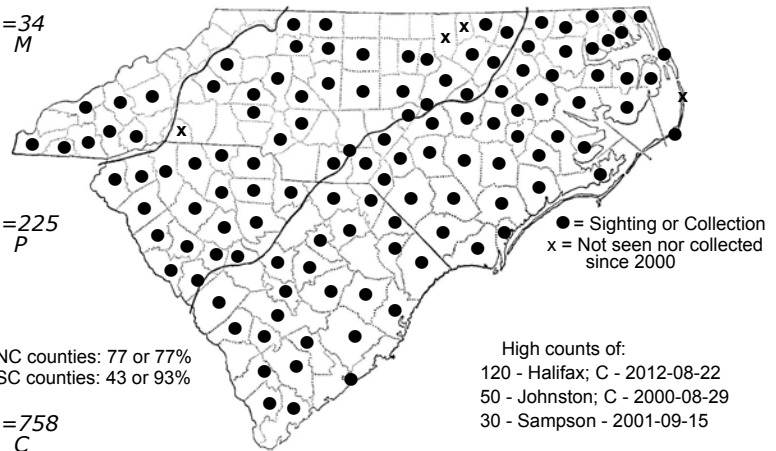 =34
M
=225
P
=758
C
● = Sighting or Collection
x = Not seen nor collected
since 2000
NC counties: 77 or 77%
SC counties: 43 or 93%
High counts of:
120 - Halifax; C - 2012-08-22
50 - Johnston; C - 2000-08-29
30 - Sampson - 2001-09-15
x
x
x
x